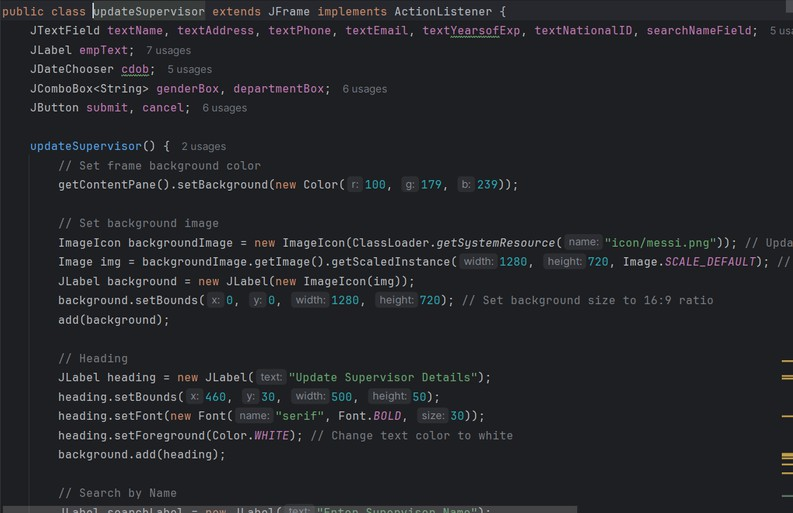 public class updateSupervisor extends JFrame implements ActionListener {
JTextField textName, textAddress, textPhone, textEmail, textYearsofExp, textNationalID, searchNameField; 5
JLabel empText; 7 usages
JDateChooser cdob; 5 usages
JComboBox<String> genderBox, departmentBox; 6 usages
JButton submit, cancel; 6 usages
updateSupervisor() { 2 usages
// Set frame background color
getContentPane().setBackground(new Color( r: 100, g: 179, b: 239));
// Set background image
ImageIcon backgroundImage = new ImageIcon(ClassLoader.getSystemResource( name: "icon/messi.png")); //
Image img = backgroundImage.getImage().getScaledInstance( width: 1280, height: 720, Image.SCALE_DEFAULT); //
JLabel background = new JLabel(new ImageIcon(img));
background.setBounds( x: 0, y: 0, width: 1280, height: 720); // Set background size to 16:9 ratio
add(background);
// Heading
JLabel heading = new JLabel( text: "Update Supervisor Details");
heading.setBounds( x: 460, y: 30, width: 500, height: 50);
heading.setFont(new Font( name: "serif", Font.BOLD, size: 30));
heading.setForeground(Color.WHITE); // Change text color to white
background.add(heading);
// Search by Name
JLabel searchLabel = new JLabel( text: "Enter Supervisor Name");